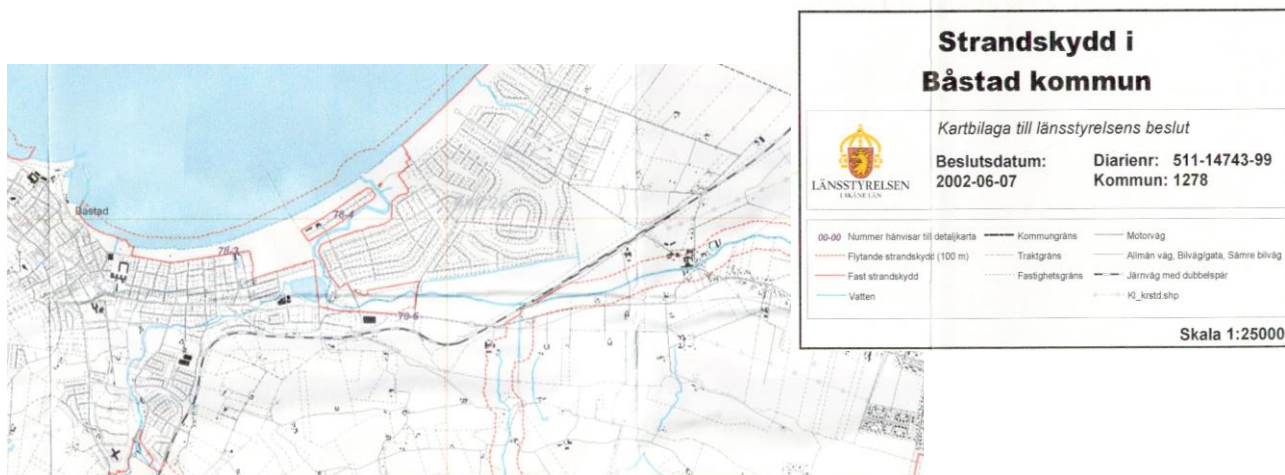 Strandskydd i
Båstad kommun
Kartbilaga till länsstyrelsens beslut
Beslutsdatum: Diarienr: 511-14743-99
2002-06-07 Kommun: 1278
LÄNSSTYRELSEN
I SKÅNE LÄN
00-00 Nummer hänvisar till detaljkarta
Flytande strandskydd (100 m)
Fast strandskydd
Vatten
Kommungräns
Traktgräns
Fastighetsgräns
Motorväg
Allmän väg, Bilväg/gata, Sämre bilväg
Järnväg med dubbelspår
Kl_krstd.shp
Skala 1:25000
Båstad
78-3
78-4
78-5